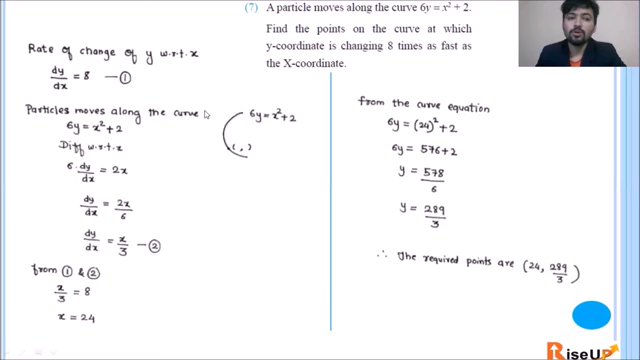 (7) A particle moves along the curve 6y = x² + 2.
Find the points on the curve at which
y-coordinate is changing 8 times as fast as
the X-coordinate.
Rate of change of y w.r.t. x
dy/dx = 8 — ①
Particles moves along the curve
6y = x² + 2
Diff w.r.t. x
6·dy/dx = 2x
dy/dx = 2x/6
dy/dx = x/3 — ②
from ① & ②
x/3 = 8
x = 24
6y = x² + 2
( , )
from the curve equation
6y = (24)² + 2
6y = 576 + 2
y = 578/6
y = 289/3
∴ The required points are (24, 289/3)
RiseUP